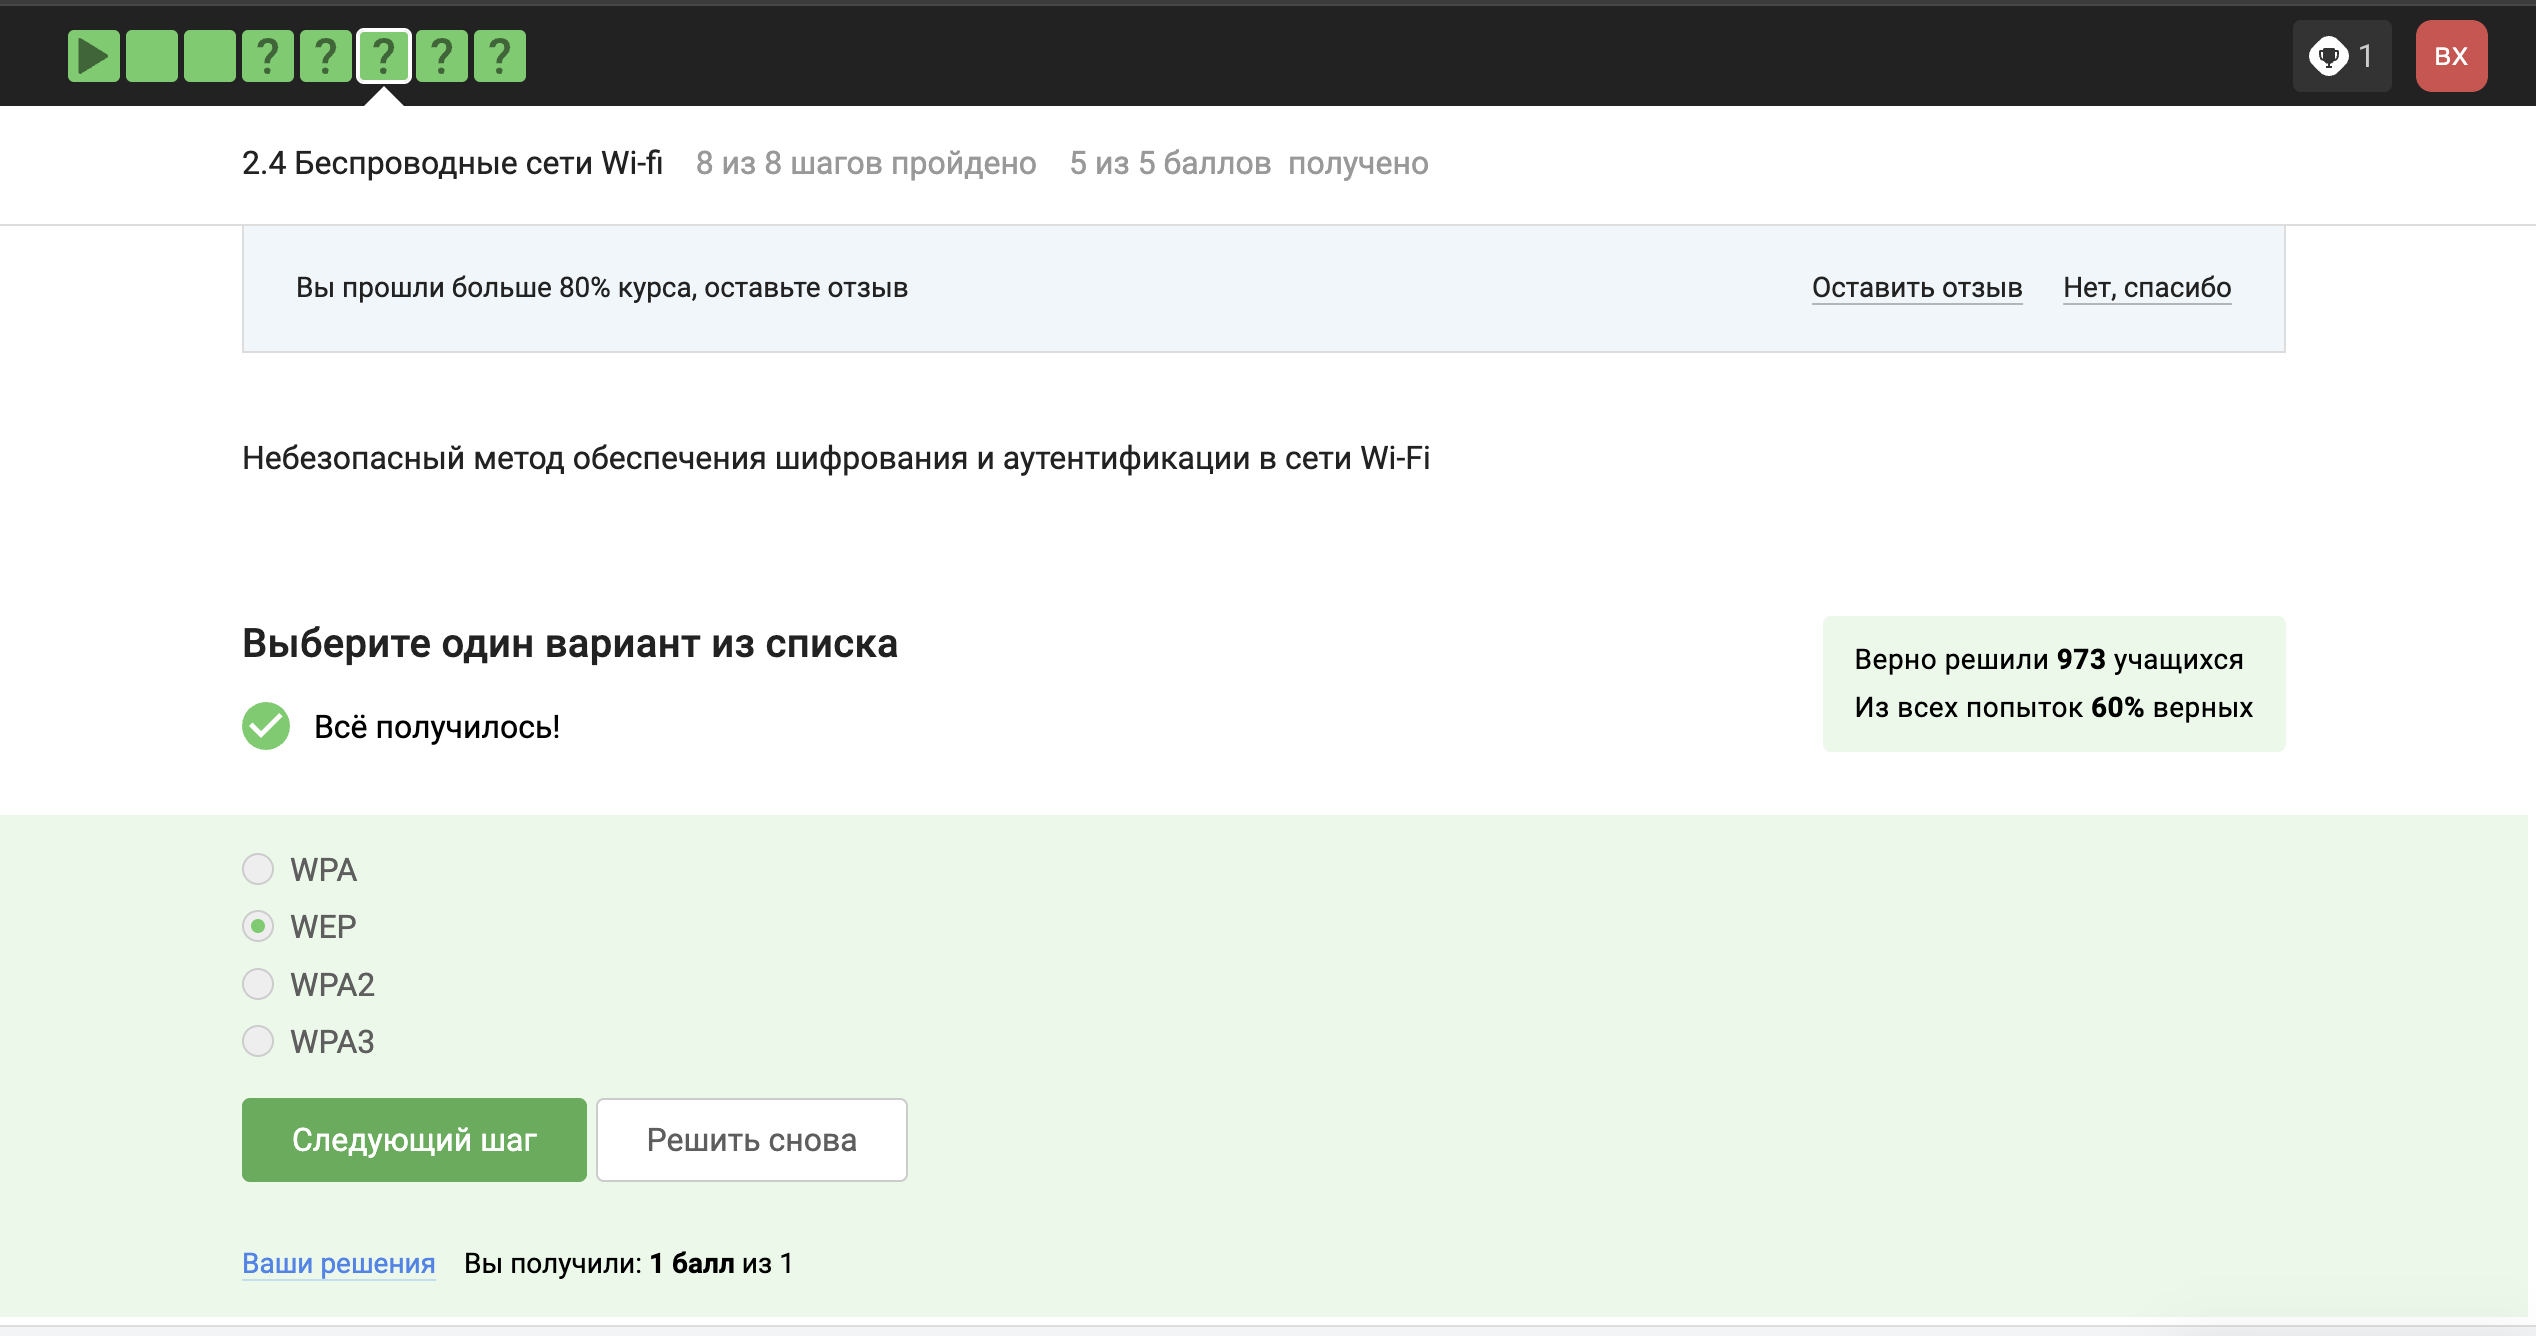 ? ? ? ? ?
1
ВХ
2.4 Беспроводные сети Wi-fi 8 из 8 шагов пройдено 5 из 5 баллов получено
Вы прошли больше 80% курса, оставьте отзыв Оставить отзыв Нет, спасибо
Небезопасный метод обеспечения шифрования и аутентификации в сети Wi-Fi
Выберите один вариант из списка
Всё получилось!
Верно решили 973 учащихся
Из всех попыток 60% верных
WPA
WEP
WPA2
WPA3
Следующий шаг Решить снова
Ваши решения Вы получили: 1 балл из 1